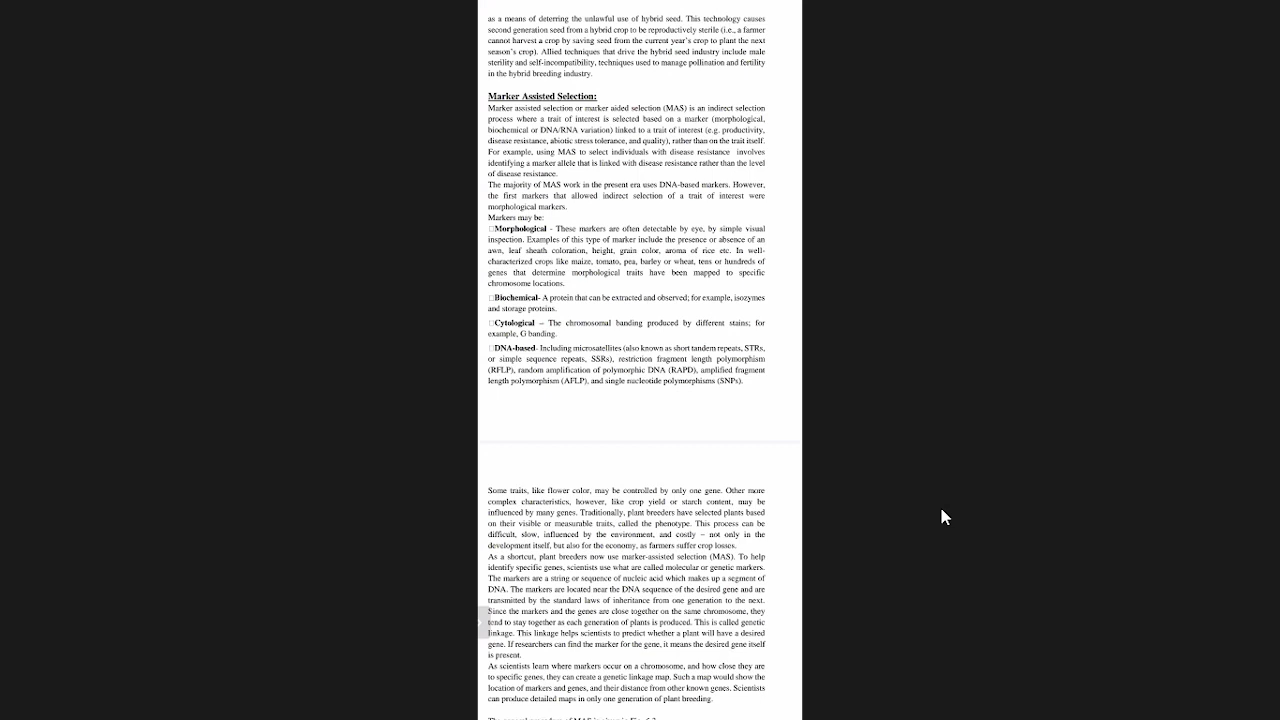 as a means of deterring the unlawful use of hybrid seed. This technology causes
second generation seed from a hybrid crop to be reproductively sterile (i.e., a farmer
cannot harvest a crop by saving seed from the current year's crop to plant the next
season's crop). Allied techniques that drive the hybrid seed industry include male
sterility and self-incompatibility, techniques used to manage pollination and fertility
in the hybrid breeding industry.
Marker Assisted Selection:
Marker assisted selection or marker aided selection (MAS) is an indirect selection
process where a trait of interest is selected based on a marker (morphological,
biochemical or DNA/RNA variation) linked to a trait of interest (e.g. productivity,
disease resistance, abiotic stress tolerance, and quality), rather than on the trait itself.
For example, using MAS to select individuals with disease resistance involves
identifying a marker allele that is linked with disease resistance rather than the level
of disease resistance.
The majority of MAS work in the present era uses DNA-based markers. However,
the first markers that allowed indirect selection of a trait of interest were
morphological markers.
Markers may be:
Morphological - These markers are often detectable by eye, by simple visual
inspection. Examples of this type of marker include the presence or absence of an
awn, leaf sheath coloration, height, grain color, aroma of rice etc. In well-
characterized crops like maize, tomato, pea, barley or wheat, tens or hundreds of
genes that determine morphological traits have been mapped to specific
chromosome locations.
Biochemical- A protein that can be extracted and observed; for example, isozymes
and storage proteins.
Cytological – The chromosomal banding produced by different stains; for
example, G banding.
DNA-based- Including microsatellites (also known as short tandem repeats, STRs,
or simple sequence repeats, SSRs), restriction fragment length polymorphism
(RFLP), random amplification of polymorphic DNA (RAPD), amplified fragment
length polymorphism (AFLP), and single nucleotide polymorphisms (SNPs).
Some traits, like flower color, may be controlled by only one gene. Other more
complex characteristics, however, like crop yield or starch content, may be
influenced by many genes. Traditionally, plant breeders have selected plants based
on their visible or measurable traits, called the phenotype. This process can be
difficult, slow, influenced by the environment, and costly – not only in the
development itself, but also for the economy, as farmers suffer crop losses.
As a shortcut, plant breeders now use marker-assisted selection (MAS). To help
identify specific genes, scientists use what are called molecular or genetic markers.
The markers are a string or sequence of nucleic acid which makes up a segment of
DNA. The markers are located near the DNA sequence of the desired gene and are
transmitted by the standard laws of inheritance from one generation to the next.
Since the markers and the genes are close together on the same chromosome, they
tend to stay together as each generation of plants is produced. This is called genetic
linkage. This linkage helps scientists to predict whether a plant will have a desired
gene. If researchers can find the marker for the gene, it means the desired gene itself
is present.
As scientists learn where markers occur on a chromosome, and how close they are
to specific genes, they can create a genetic linkage map. Such a map would show the
location of markers and genes, and their distance from other known genes. Scientists
can produce detailed maps in only one generation of plant breeding.